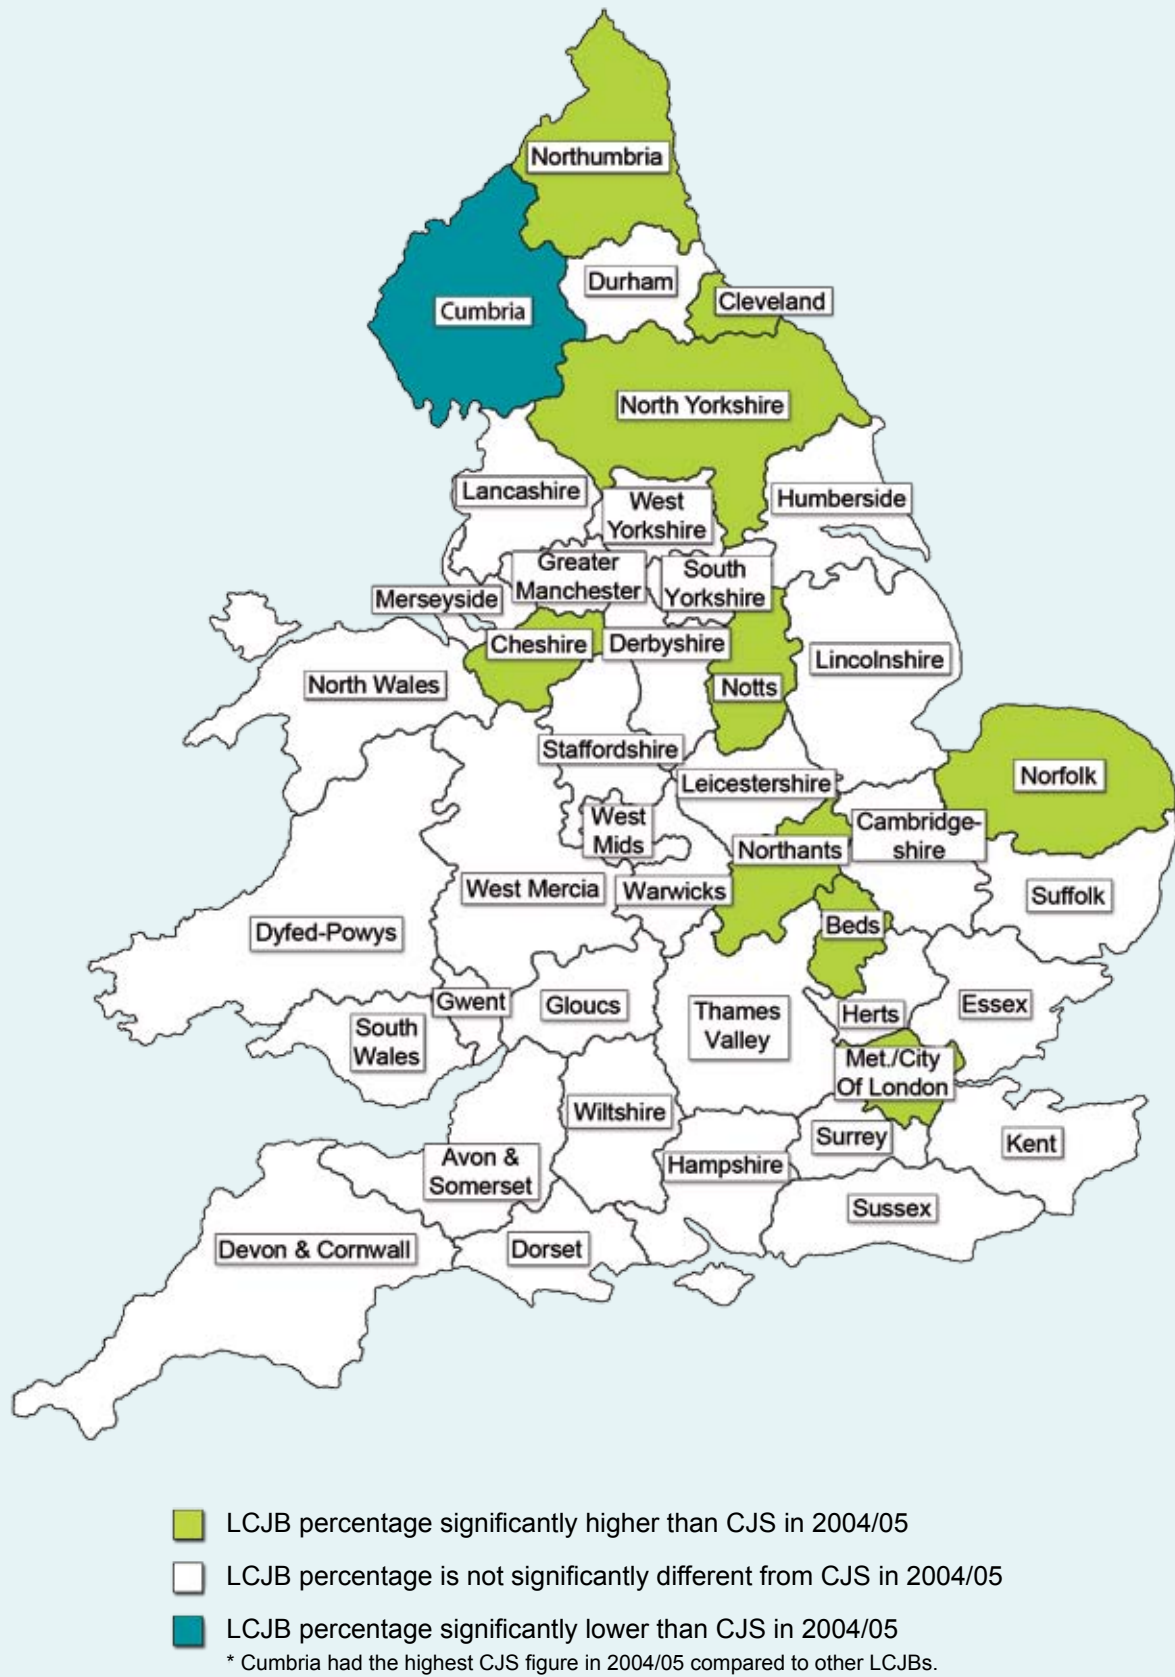 Northumbria
Durham
Cleveland
Cumbria
North Yorkshire
Lancashire
West
Yorkshire
Humberside
Greater
Manchester
South
Yorkshire
Merseyside
Cheshire
Derbyshire
Lincolnshire
North Wales
Notts
Staffordshire
Leicestershire
Norfolk
West
Mids
Northants
Cambridge-
shire
West Mercia
Warwicks
Suffolk
Dyfed-Powys
Beds
Gwent
Gloucs
Thames
Valley
Herts
Essex
South
Wales
Met./City
Of London
Wiltshire
Surrey
Kent
Avon &
Somerset
Hampshire
Sussex
Devon & Cornwall
Dorset
LCJB percentage significantly higher than CJS in 2004/05
LCJB percentage is not significantly different from CJS in 2004/05
LCJB percentage significantly lower than CJS in 2004/05
* Cumbria had the highest CJS figure in 2004/05 compared to other LCJBs.